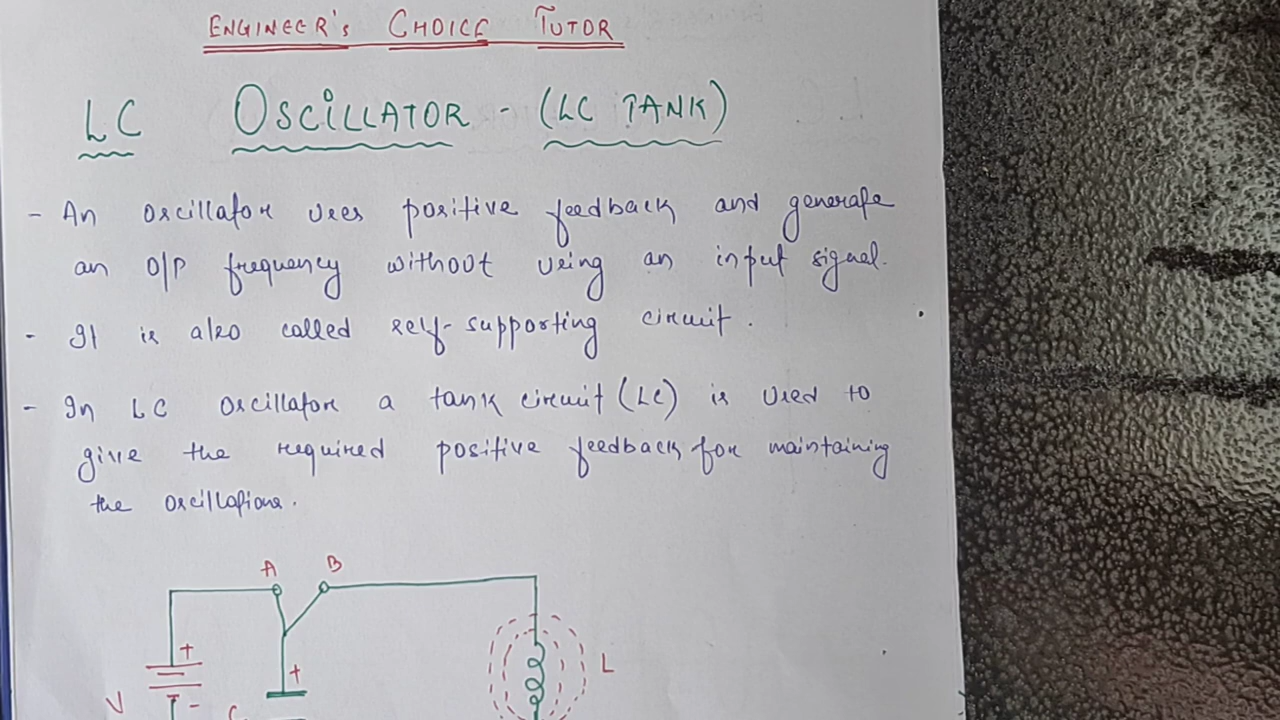 ENGINEER's CHOICE TUTOR
LC OSCILLATOR - (LC TANK)
- An oscillator uses positive feedback and generate
an O/P frequency without using an input signal.
- It is also called self-supporting circuit.
- In LC oscillator a tank circuit (LC) is used to
give the required positive feedback for maintaining
the oscillations.
A B
+ + L
V - C